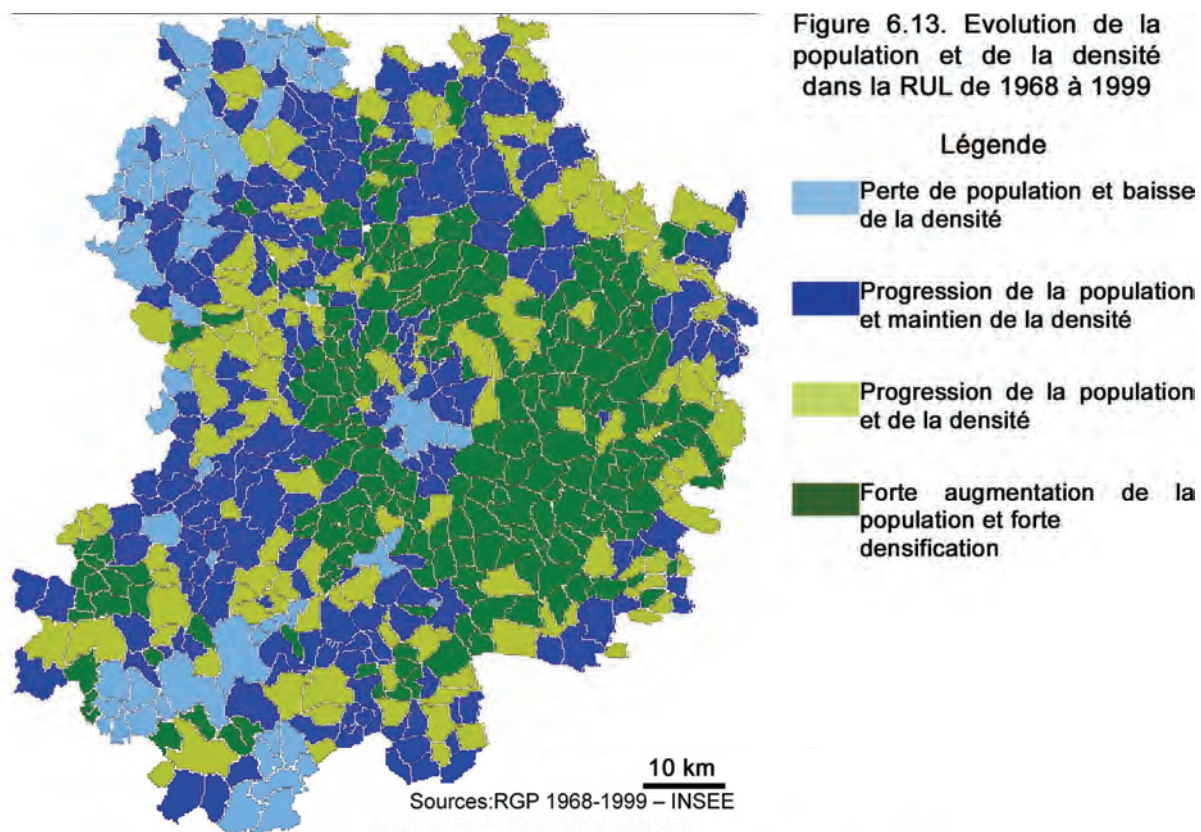 Figure 6.13. Evolution de la
population et de la densité
dans la RUL de 1968 à 1999
Légende
Perte de population et baisse
de la densité
Progression de la population
et maintien de la densité
Progression de la population
et de la densité
Forte augmentation de la
population et forte
densification
10 km
Sources:RGP 1968-1999 – INSEE